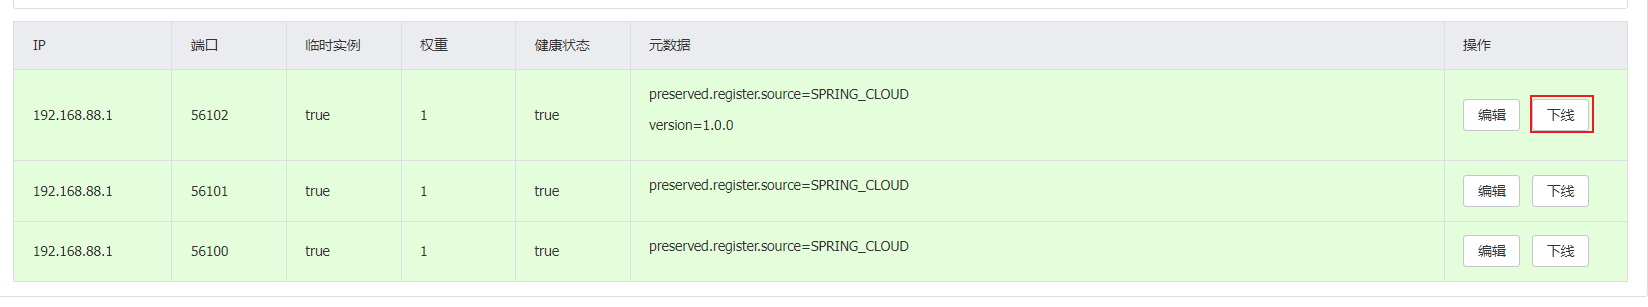 IP 端口 临时实例 权重 健康状态 元数据 操作
192.168.88.1 56102 true 1 true preserved.register.source=SPRING_CLOUD
version=1.0.0 编辑 下线
192.168.88.1 56101 true 1 true preserved.register.source=SPRING_CLOUD 编辑 下线
192.168.88.1 56100 true 1 true preserved.register.source=SPRING_CLOUD 编辑 下线